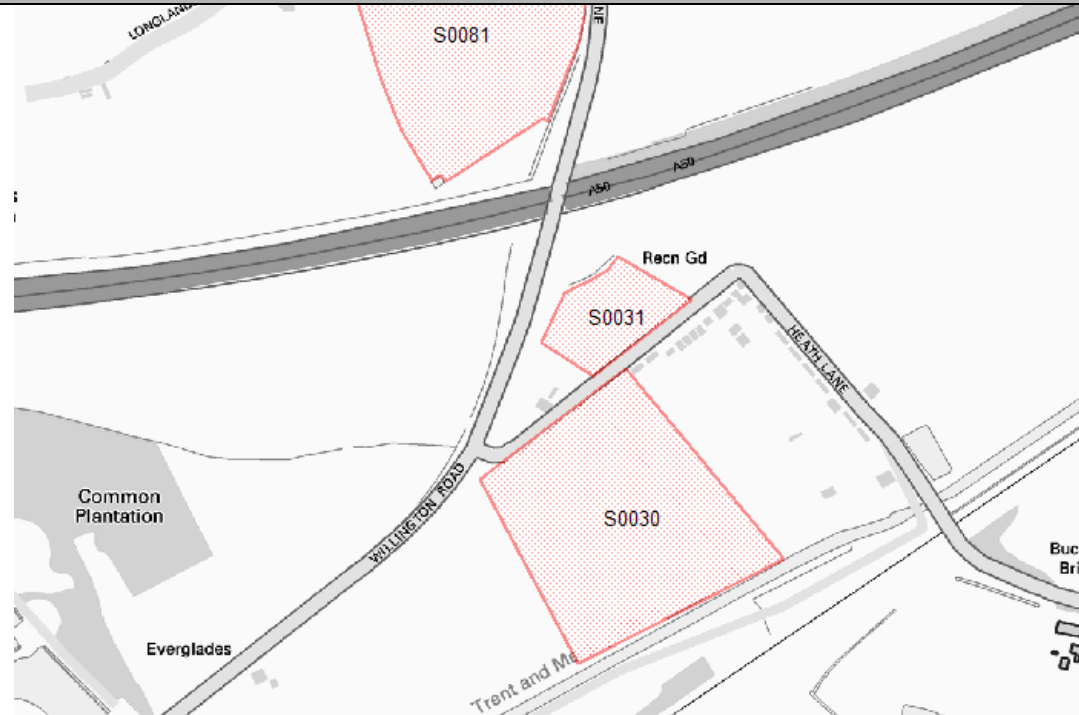 LONGLAND
S0081
NE
A50
A50
Recn Gd
S0031
HEATH LANE
Common
Plantation
WILLINGTON ROAD
S0030
Buc
Bri
Everglades
Trent and Me